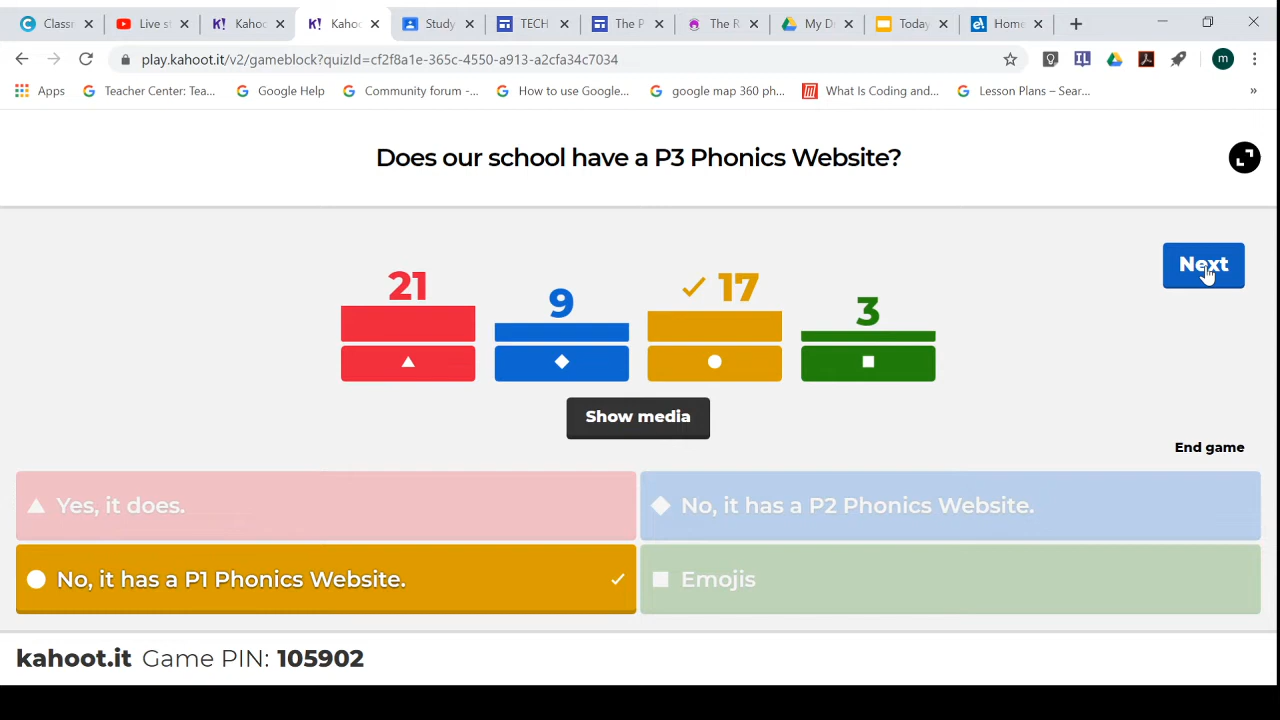 Classr
Live st
Kahoo
Kahoo
Study
TECH
The P
The R
My Dr
Today
Home
play.kahoot.it/v2/gameblock?quizId=cf2f8a1e-365c-4550-a913-a2cfa34c7034
m
Apps
Teacher Center: Tea...
Google Help
Community forum -...
How to use Google...
google map 360 ph...
What Is Coding and...
Lesson Plans – Sear...
»
Does our school have a P3 Phonics Website?
Next
21
9
17
3
Show media
End game
Yes, it does.
No, it has a P2 Phonics Website.
No, it has a P1 Phonics Website.
Emojis
kahoot.it Game PIN: 105902